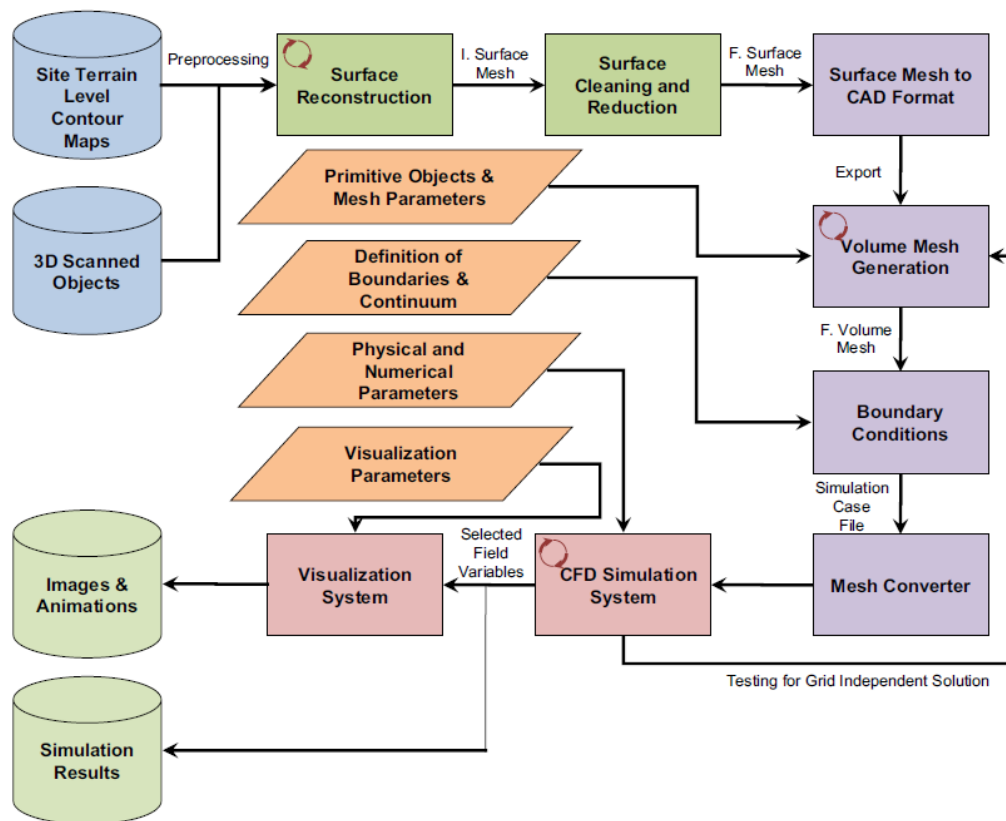 Site Terrain
Level
Contour
Maps
Preprocessing
Surface
Reconstruction
I. Surface
Mesh
Surface
Cleaning and
Reduction
F. Surface
Mesh
Surface Mesh to
CAD Format
Export
3D Scanned
Objects
Primitive Objects &
Mesh Parameters
Volume Mesh
Generation
Definition of
Boundaries &
Continuum
F. Volume
Mesh
Physical and
Numerical
Parameters
Boundary
Conditions
Visualization
Parameters
Simulation
Case
File
Images &
Animations
Visualization
System
Selected
Field
Variables
CFD Simulation
System
Mesh Converter
Testing for Grid Independent Solution
Simulation
Results